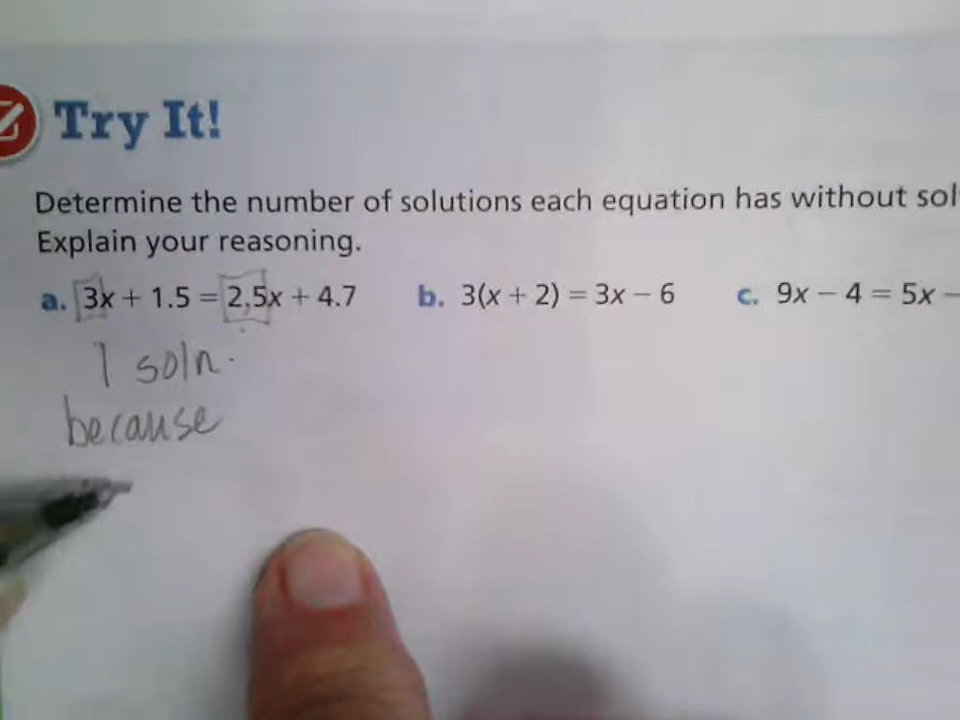 Try It!
Determine the number of solutions each equation has without
Explain your reasoning.
a. 3x + 1.5 = 2.5x + 4.7 b. 3(x + 2) = 3x − 6 c. 9x − 4 = 5x −
1 soln.
because